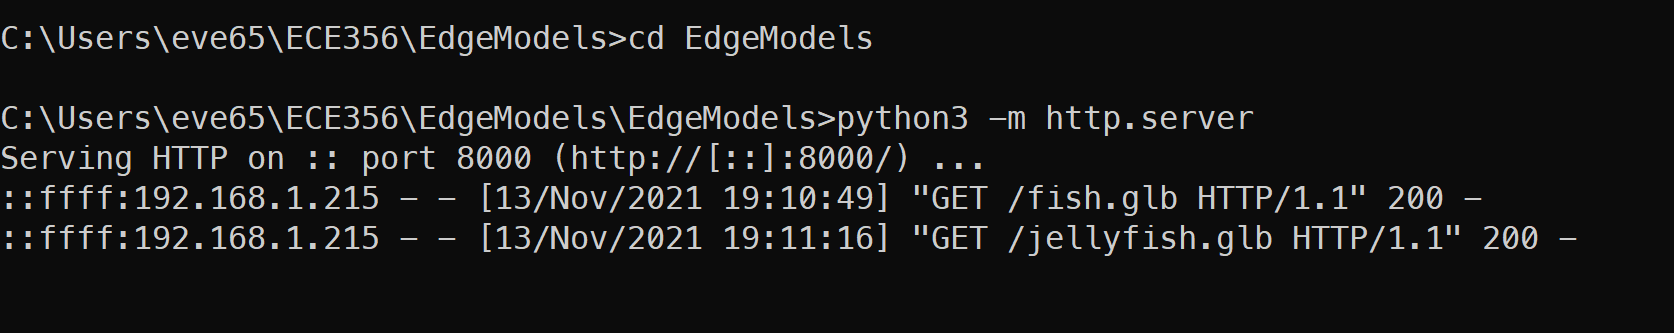 C:\Users\eve65\ECE356\EdgeModels>cd EdgeModels
C:\Users\eve65\ECE356\EdgeModels\EdgeModels>python3 -m http.server
Serving HTTP on :: port 8000 (http://[::]:8000/) ...
::ffff:192.168.1.215 - - [13/Nov/2021 19:10:49] "GET /fish.glb HTTP/1.1" 200 -
::ffff:192.168.1.215 - - [13/Nov/2021 19:11:16] "GET /jellyfish.glb HTTP/1.1" 200 -